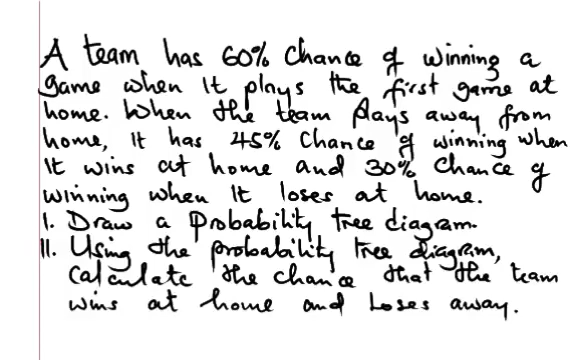 A team has 60% Chance of winning a
game when It plays the first game at
home. When the team plays away from
home, It has 45% Chance of winning when
It wins at home and 30% Chance of
winning when It loses at home.
I. Draw a Probability tree diagram.
II. Using the probability tree diagram,
Calculate the chance that the team
wins at home and Loses away.